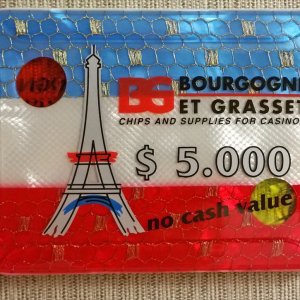 BG BOURGOGNE
ET GRASSET
CHIPS AND SUPPLIES FOR CASINO
$ 5.000
no cash value